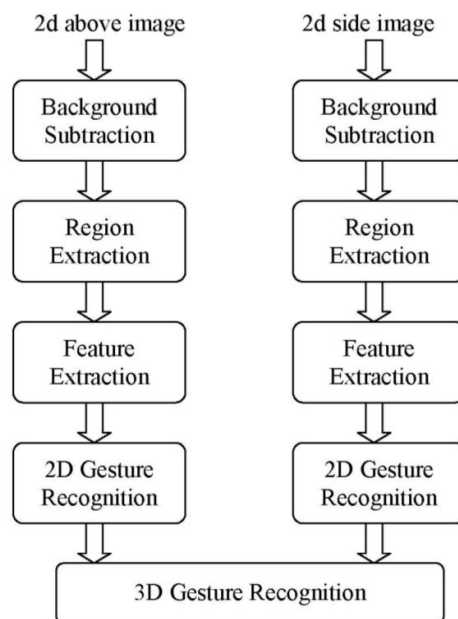 2d above image
2d side image
Background
Subtraction
Background
Subtraction
Region
Extraction
Region
Extraction
Feature
Extraction
Feature
Extraction
2D Gesture
Recognition
2D Gesture
Recognition
3D Gesture Recognition